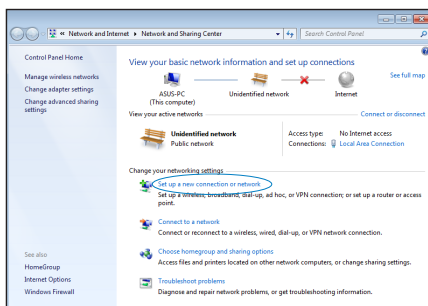 « Network and Internet ▸ Network and Sharing Center
Search Control Panel
Control Panel Home
Manage wireless networks
Change adapter settings
Change advanced sharing
settings
See also
HomeGroup
Internet Options
Windows Firewall
View your basic network information and set up connections
See full map
ASUS-PC
(This computer)
Unidentified network
Internet
View your active networks
Connect or disconnect
Unidentified network
Public network
Access type: No Internet access
Connections: Local Area Connection
Change your networking settings
Set up a new connection or network
Set up a wireless, broadband, dial-up, ad hoc, or VPN connection; or set up a router or access
point.
Connect to a network
Connect or reconnect to a wireless, wired, dial-up, or VPN network connection.
Choose homegroup and sharing options
Access files and printers located on other network computers, or change sharing settings.
Troubleshoot problems
Diagnose and repair network problems, or get troubleshooting information.